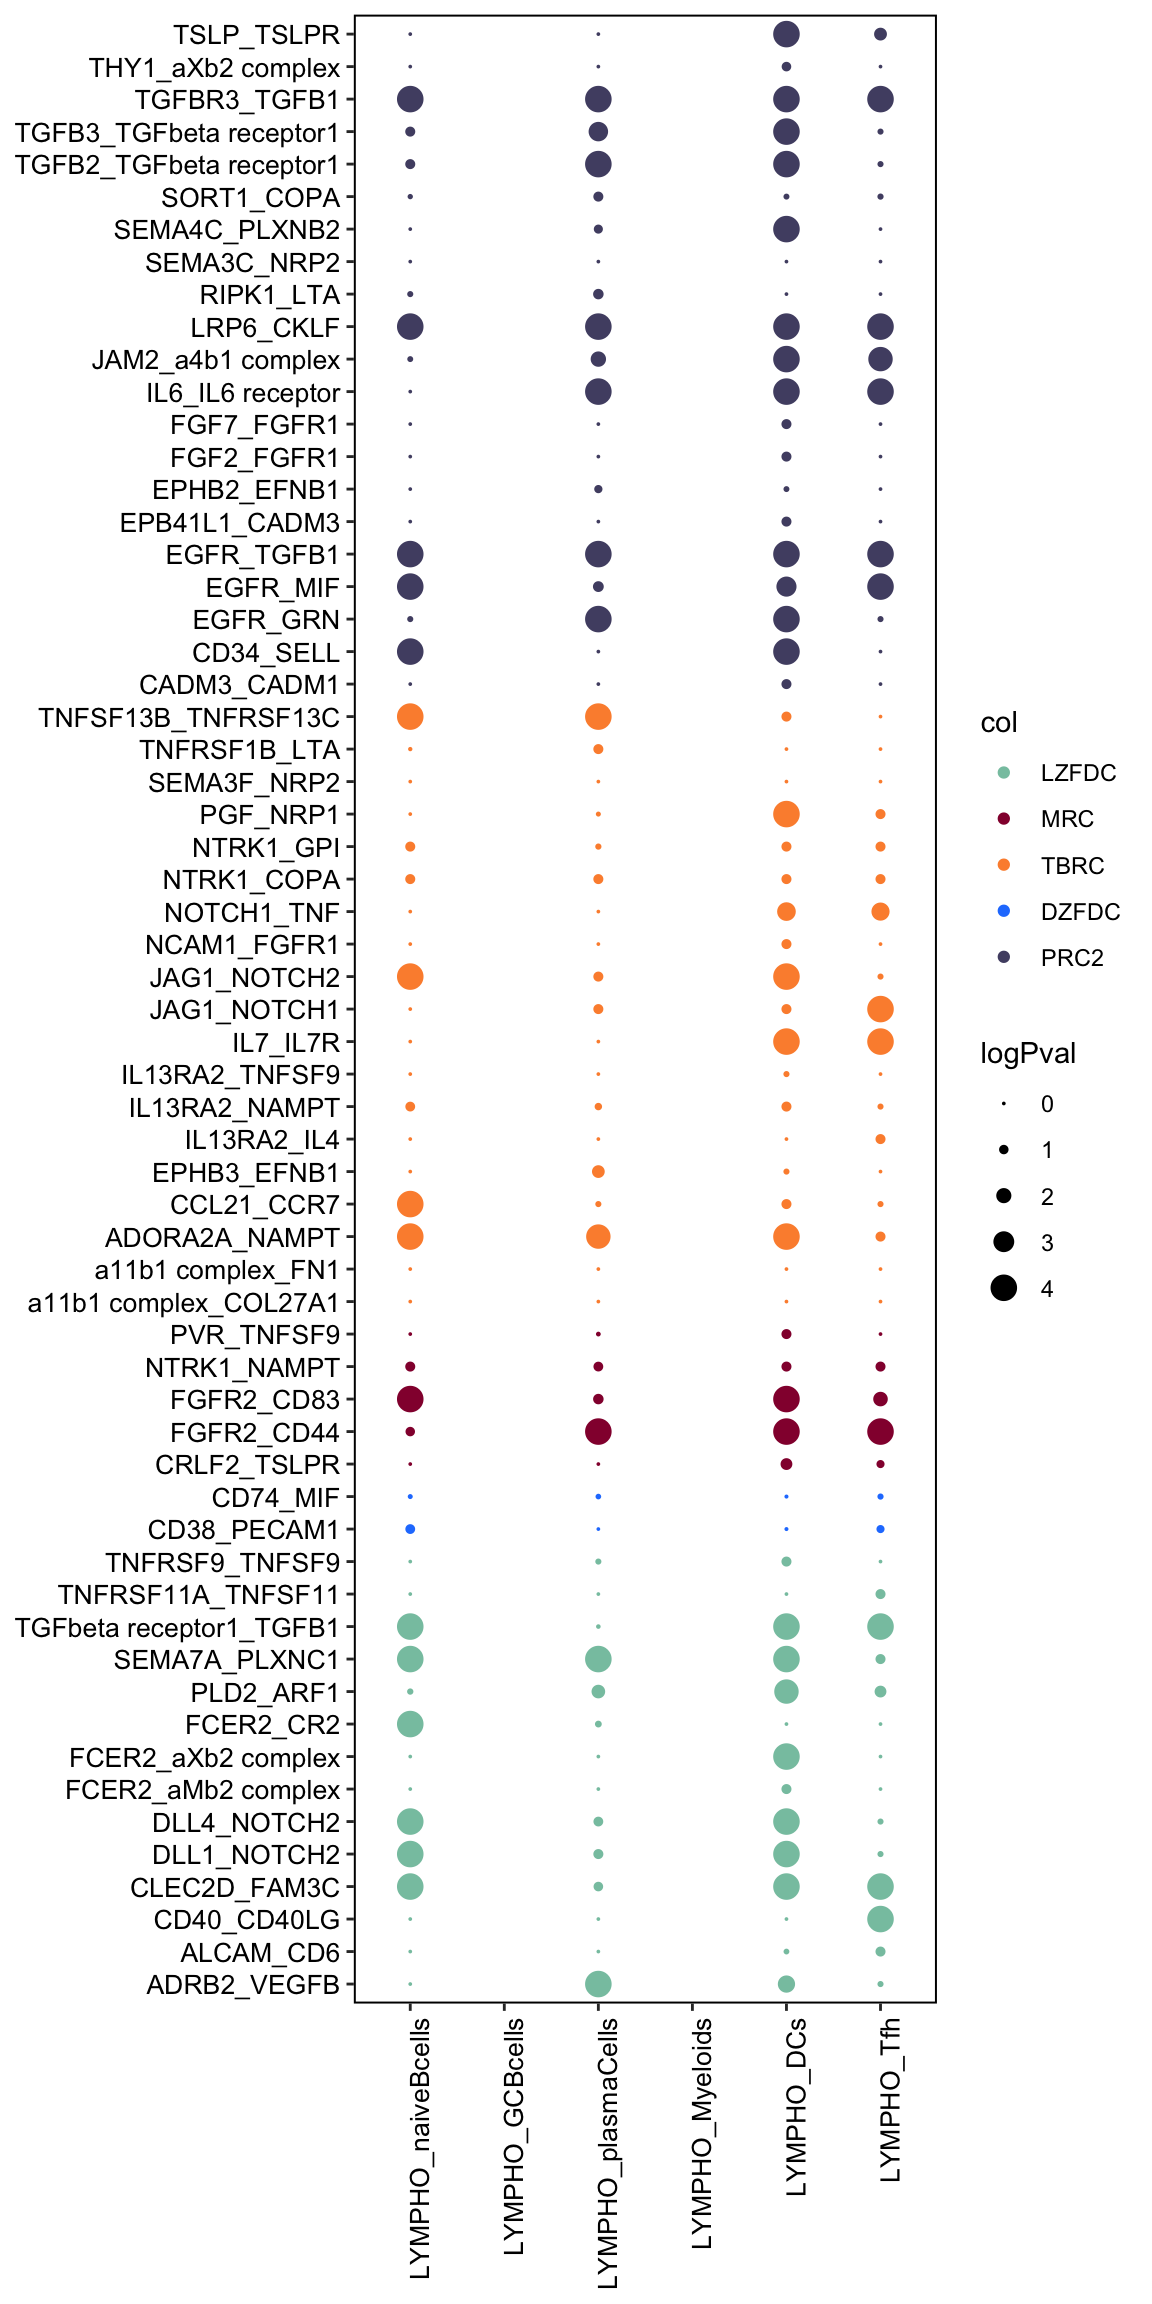 TSLP_TSLPR
THY1_aXb2 complex
TGFBR3_TGFB1
TGFB3_TGFbeta receptor1
TGFB2_TGFbeta receptor1
SORT1_COPA
SEMA4C_PLXNB2
SEMA3C_NRP2
RIPK1_LTA
LRP6_CKLF
JAM2_a4b1 complex
IL6_IL6 receptor
FGF7_FGFR1
FGF2_FGFR1
EPHB2_EFNB1
EPB41L1_CADM3
EGFR_TGFB1
EGFR_MIF
EGFR_GRN
CD34_SELL
CADM3_CADM1
TNFSF13B_TNFRSF13C
TNFRSF1B_LTA
SEMA3F_NRP2
PGF_NRP1
NTRK1_GPI
NTRK1_COPA
NOTCH1_TNF
NCAM1_FGFR1
JAG1_NOTCH2
JAG1_NOTCH1
IL7_IL7R
IL13RA2_TNFSF9
IL13RA2_NAMPT
IL13RA2_IL4
EPHB3_EFNB1
CCL21_CCR7
ADORA2A_NAMPT
a11b1 complex_FN1
a11b1 complex_COL27A1
PVR_TNFSF9
NTRK1_NAMPT
FGFR2_CD83
FGFR2_CD44
CRLF2_TSLPR
CD74_MIF
CD38_PECAM1
TNFRSF9_TNFSF9
TNFRSF11A_TNFSF11
TGFbeta receptor1_TGFB1
SEMA7A_PLXNC1
PLD2_ARF1
FCER2_CR2
FCER2_aXb2 complex
FCER2_aMb2 complex
DLL4_NOTCH2
DLL1_NOTCH2
CLEC2D_FAM3C
CD40_CD40LG
ALCAM_CD6
ADRB2_VEGFB
LYMPHO_naiveBcells
LYMPHO_GCBcells
LYMPHO_plasmaCells
LYMPHO_Myeloids
LYMPHO_DCs
LYMPHO_Tfh
col
LZFDC
MRC
TBRC
DZFDC
PRC2
logPval
0
1
2
3
4